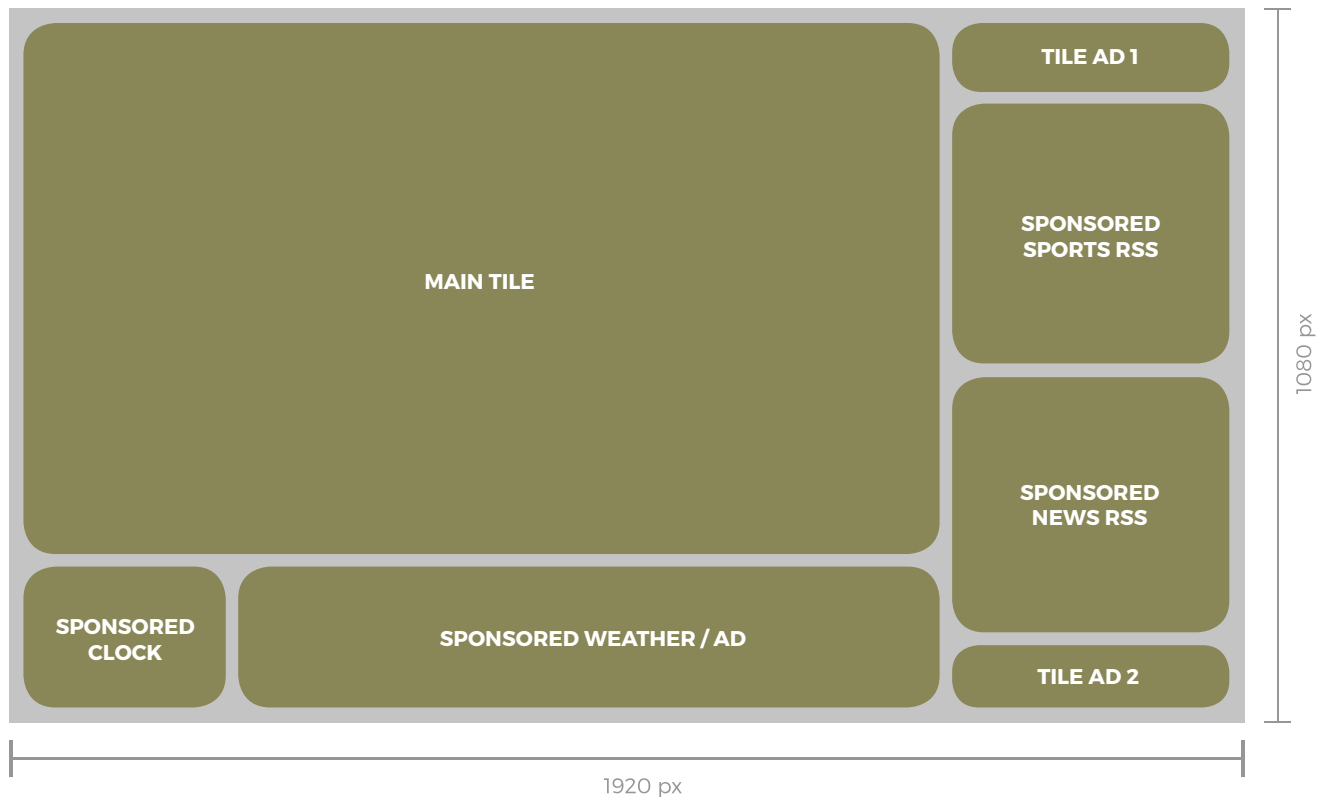 MAIN TILE
TILE AD 1
SPONSORED
SPORTS RSS
SPONSORED
NEWS RSS
TILE AD 2
SPONSORED
CLOCK
SPONSORED WEATHER / AD
1080 px
1920 px